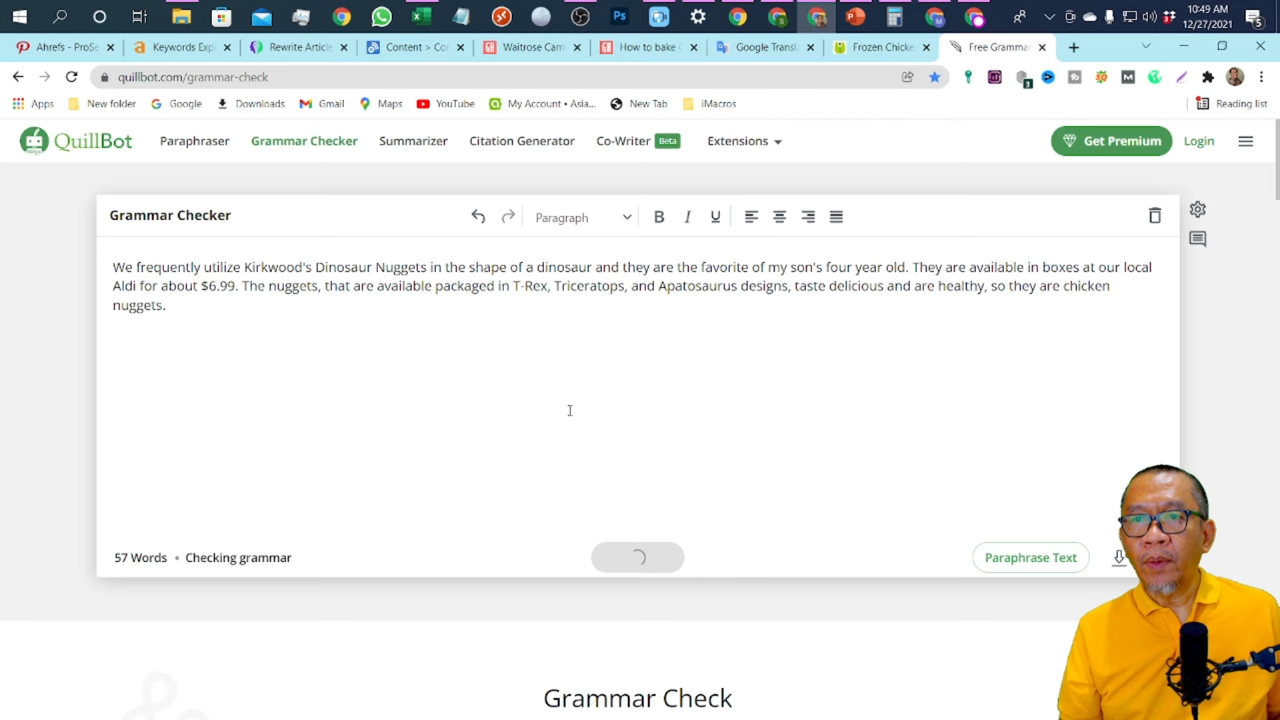 10:49 AM
12/27/2021
5
Ahrefs - ProSe
Keywords Exp
Rewrite Article
Content > Cor
Waitrose Cam
How to bake C
Google Transl
Frozen Chicke
Free Gramma
quillbot.com/grammar-check
3
Apps
New folder
Google
Downloads
Gmail
Maps
YouTube
My Account • Asia...
New Tab
iMacros
Reading list
QuillBot
Paraphraser
Grammar Checker
Summarizer
Citation Generator
Co-Writer Beta
Extensions
Get Premium
Login
Grammar Checker
Paragraph
B I U
We frequently utilize Kirkwood's Dinosaur Nuggets in the shape of a dinosaur and they are the favorite of my son's four year old. They are available in boxes at our local
Aldi for about $6.99. The nuggets, that are available packaged in T-Rex, Triceratops, and Apatosaurus designs, taste delicious and are healthy, so they are chicken
nuggets.
57 Words • Checking grammar
Paraphrase Text
Grammar Check